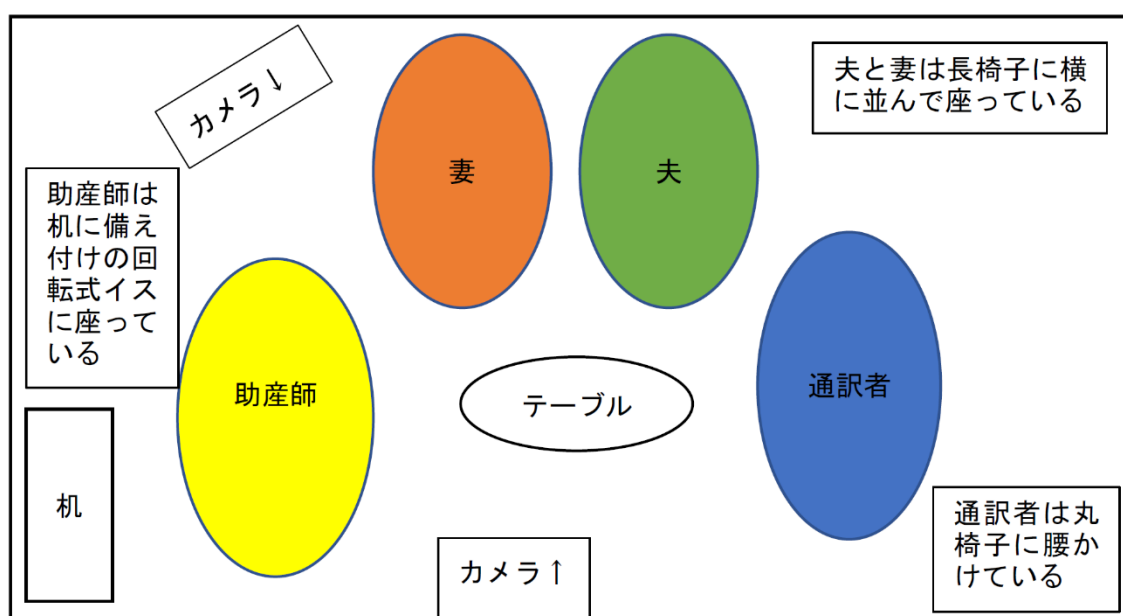 カメラ↓
妻
夫
夫と妻は長椅子に横
に並んで座っている
助産師は
机に備え
付けの回
転式イス
に座って
いる
助産師
テーブル
通訳者
机
カメラ↑
通訳者は丸
椅子に腰か
けている